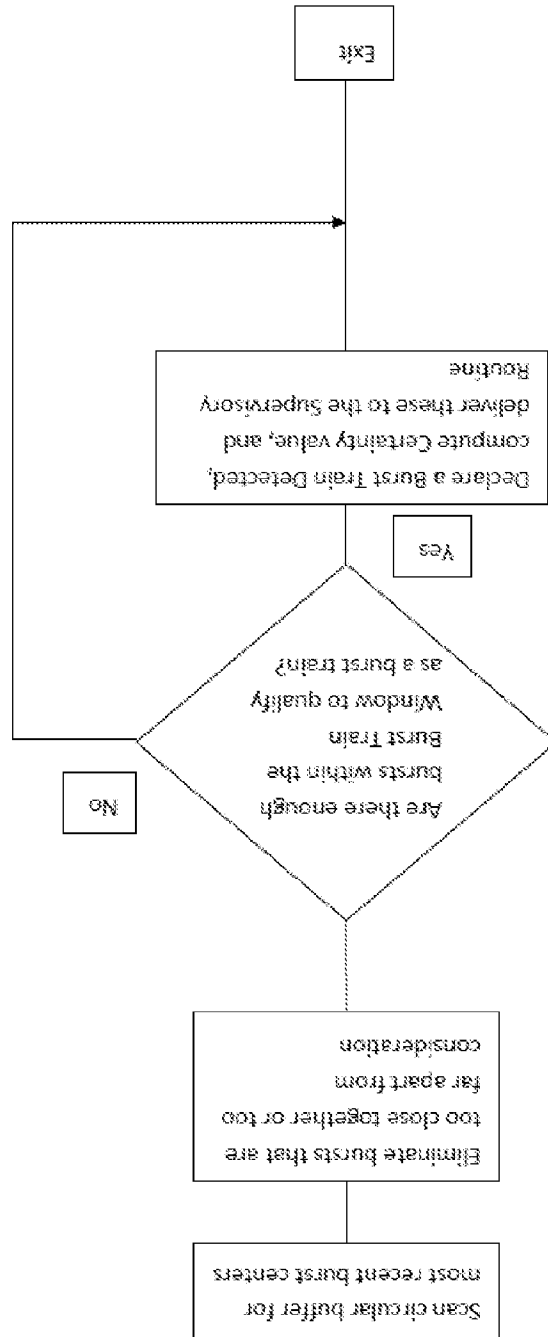 Scan circular buffer for
most recent burst centers
Eliminate bursts that are
too close together or too
far apart from
consideration
Are there enough
bursts within the
Burst Train
Window to qualify
as a burst train?
No
Yes
Declare a Burst Train Detected,
compute Certainty value, and
deliver these to the Supervisory
Routine
Exit